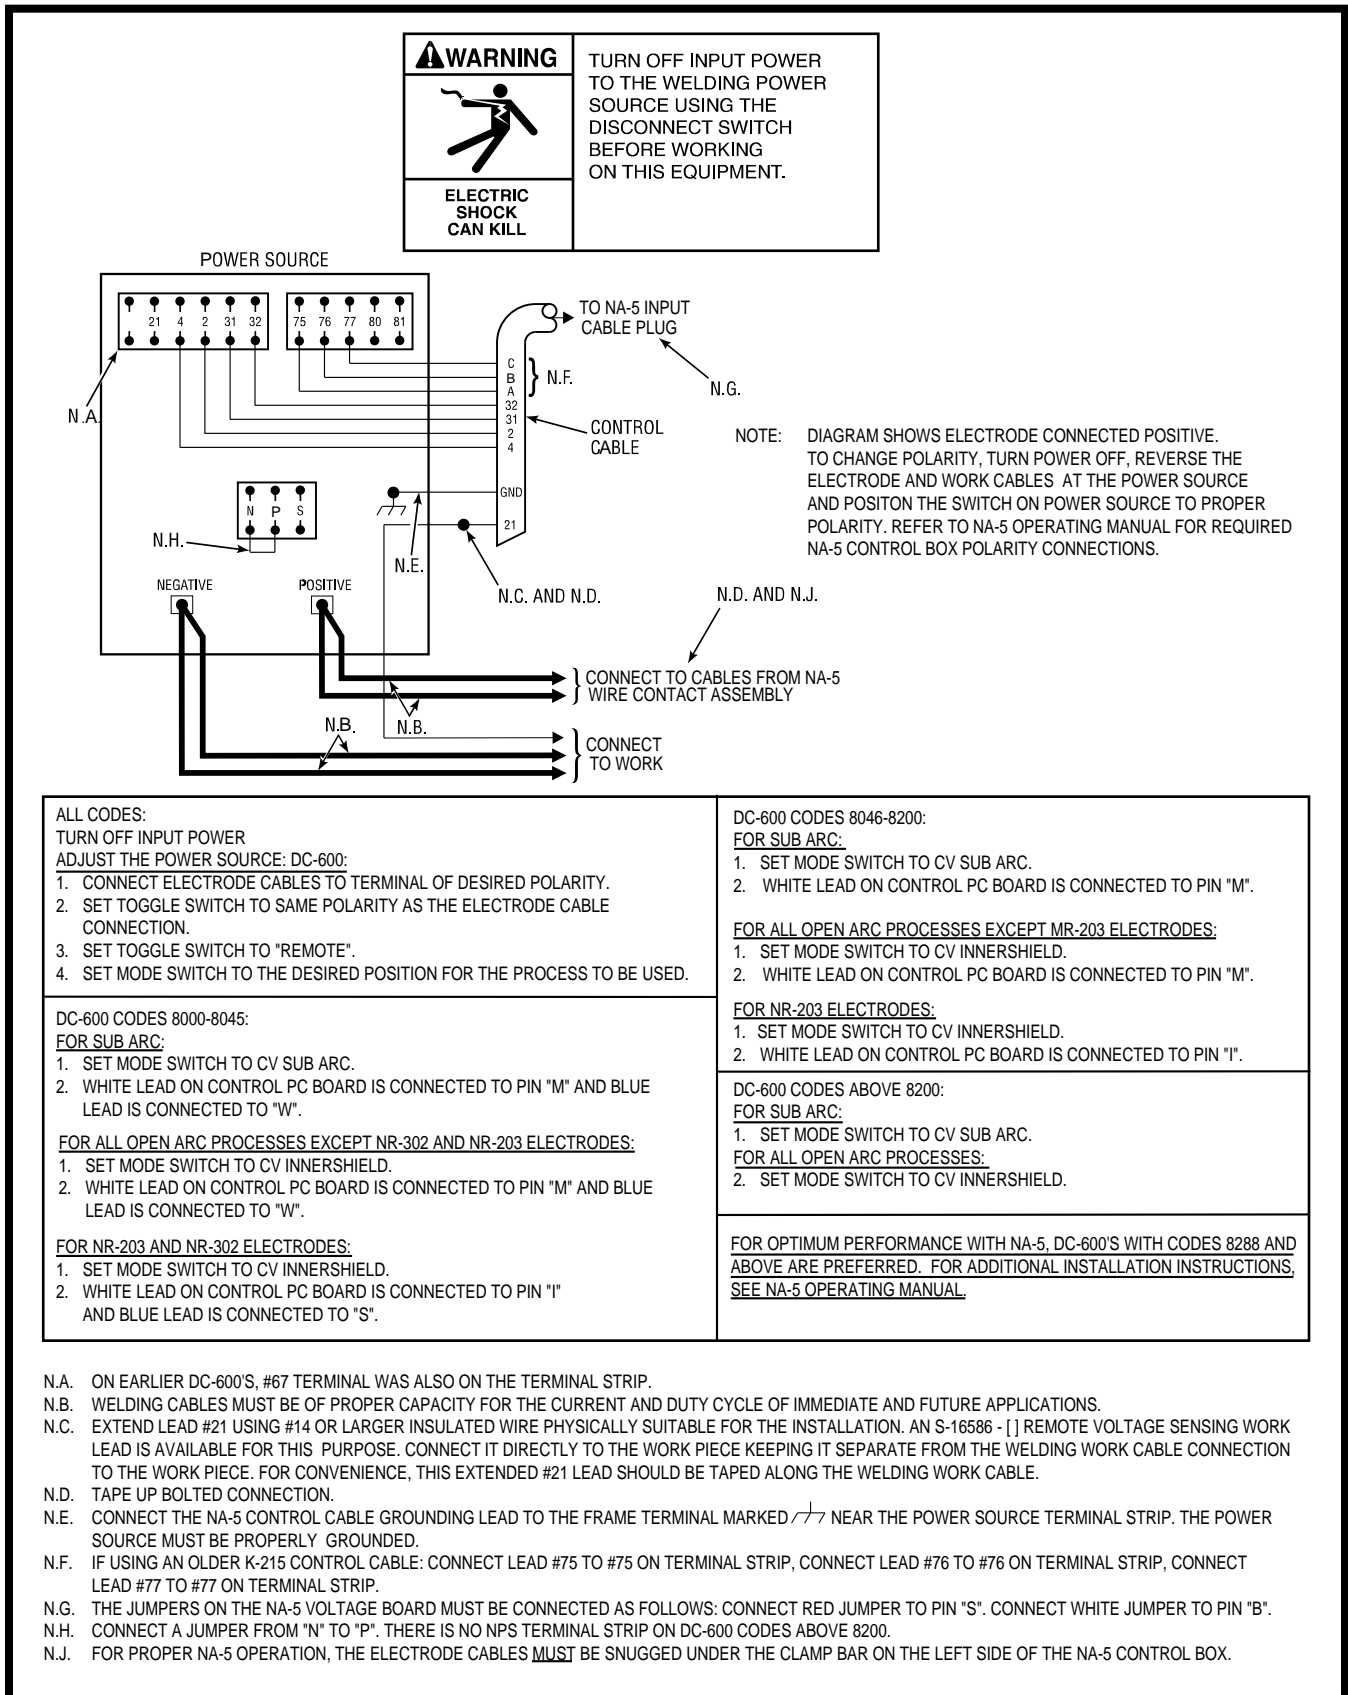 WARNING
ELECTRIC
SHOCK
CAN KILL
TURN OFF INPUT POWER
TO THE WELDING POWER
SOURCE USING THE
DISCONNECT SWITCH
BEFORE WORKING
ON THIS EQUIPMENT.
POWER SOURCE
21 4 2 31 32
75 76 77 80 81
TO NA-5 INPUT
CABLE PLUG
C
B
A
32
31
2
4
GND
21
N.F.
N.G.
N.A.
CONTROL
CABLE
NOTE: DIAGRAM SHOWS ELECTRODE CONNECTED POSITIVE.
TO CHANGE POLARITY, TURN POWER OFF, REVERSE THE
ELECTRODE AND WORK CABLES AT THE POWER SOURCE
AND POSITON THE SWITCH ON POWER SOURCE TO PROPER
POLARITY. REFER TO NA-5 OPERATING MANUAL FOR REQUIRED
NA-5 CONTROL BOX POLARITY CONNECTIONS.
N P S
N.H.
N.E.
NEGATIVE
POSITIVE
N.C. AND N.D.
N.D. AND N.J.
CONNECT TO CABLES FROM NA-5
WIRE CONTACT ASSEMBLY
N.B.
N.B.
CONNECT
TO WORK
ALL CODES:
TURN OFF INPUT POWER
ADJUST THE POWER SOURCE: DC-600:
1. CONNECT ELECTRODE CABLES TO TERMINAL OF DESIRED POLARITY.
2. SET TOGGLE SWITCH TO SAME POLARITY AS THE ELECTRODE CABLE
CONNECTION.
3. SET TOGGLE SWITCH TO "REMOTE".
4. SET MODE SWITCH TO THE DESIRED POSITION FOR THE PROCESS TO BE USED.
DC-600 CODES 8000-8045:
FOR SUB ARC:
1. SET MODE SWITCH TO CV SUB ARC.
2. WHITE LEAD ON CONTROL PC BOARD IS CONNECTED TO PIN "M" AND BLUE
LEAD IS CONNECTED TO "W".
FOR ALL OPEN ARC PROCESSES EXCEPT NR-302 AND NR-203 ELECTRODES:
1. SET MODE SWITCH TO CV INNERSHIELD.
2. WHITE LEAD ON CONTROL PC BOARD IS CONNECTED TO PIN "M" AND BLUE
LEAD IS CONNECTED TO "W".
FOR NR-203 AND NR-302 ELECTRODES:
1. SET MODE SWITCH TO CV INNERSHIELD.
2. WHITE LEAD ON CONTROL PC BOARD IS CONNECTED TO PIN "I"
AND BLUE LEAD IS CONNECTED TO "S".
DC-600 CODES 8046-8200:
FOR SUB ARC:
1. SET MODE SWITCH TO CV SUB ARC.
2. WHITE LEAD ON CONTROL PC BOARD IS CONNECTED TO PIN "M".
FOR ALL OPEN ARC PROCESSES EXCEPT MR-203 ELECTRODES:
1. SET MODE SWITCH TO CV INNERSHIELD.
2. WHITE LEAD ON CONTROL PC BOARD IS CONNECTED TO PIN "M".
FOR NR-203 ELECTRODES:
1. SET MODE SWITCH TO CV INNERSHIELD.
2. WHITE LEAD ON CONTROL PC BOARD IS CONNECTED TO PIN "I".
DC-600 CODES ABOVE 8200:
FOR SUB ARC:
1. SET MODE SWITCH TO CV SUB ARC.
FOR ALL OPEN ARC PROCESSES:
2. SET MODE SWITCH TO CV INNERSHIELD.
FOR OPTIMUM PERFORMANCE WITH NA-5, DC-600'S WITH CODES 8288 AND
ABOVE ARE PREFERRED. FOR ADDITIONAL INSTALLATION INSTRUCTIONS,
SEE NA-5 OPERATING MANUAL.
N.A. ON EARLIER DC-600'S, #67 TERMINAL WAS ALSO ON THE TERMINAL STRIP.
N.B. WELDING CABLES MUST BE OF PROPER CAPACITY FOR THE CURRENT AND DUTY CYCLE OF IMMEDIATE AND FUTURE APPLICATIONS.
N.C. EXTEND LEAD #21 USING #14 OR LARGER INSULATED WIRE PHYSICALLY SUITABLE FOR THE INSTALLATION. AN S-16586 - [ ] REMOTE VOLTAGE SENSING WORK
LEAD IS AVAILABLE FOR THIS PURPOSE. CONNECT IT DIRECTLY TO THE WORK PIECE KEEPING IT SEPARATE FROM THE WELDING WORK CABLE CONNECTION
TO THE WORK PIECE. FOR CONVENIENCE, THIS EXTENDED #21 LEAD SHOULD BE TAPED ALONG THE WELDING WORK CABLE.
N.D. TAPE UP BOLTED CONNECTION.
N.E. CONNECT THE NA-5 CONTROL CABLE GROUNDING LEAD TO THE FRAME TERMINAL MARKED NEAR THE POWER SOURCE TERMINAL STRIP. THE POWER
SOURCE MUST BE PROPERLY GROUNDED.
N.F. IF USING AN OLDER K-215 CONTROL CABLE: CONNECT LEAD #75 TO #75 ON TERMINAL STRIP, CONNECT LEAD #76 TO #76 ON TERMINAL STRIP, CONNECT
LEAD #77 TO #77 ON TERMINAL STRIP.
N.G. THE JUMPERS ON THE NA-5 VOLTAGE BOARD MUST BE CONNECTED AS FOLLOWS: CONNECT RED JUMPER TO PIN "S". CONNECT WHITE JUMPER TO PIN "B".
N.H. CONNECT A JUMPER FROM "N" TO "P". THERE IS NO NPS TERMINAL STRIP ON DC-600 CODES ABOVE 8200.
N.J. FOR PROPER NA-5 OPERATION, THE ELECTRODE CABLES MUST BE SNUGGED UNDER THE CLAMP BAR ON THE LEFT SIDE OF THE NA-5 CONTROL BOX.